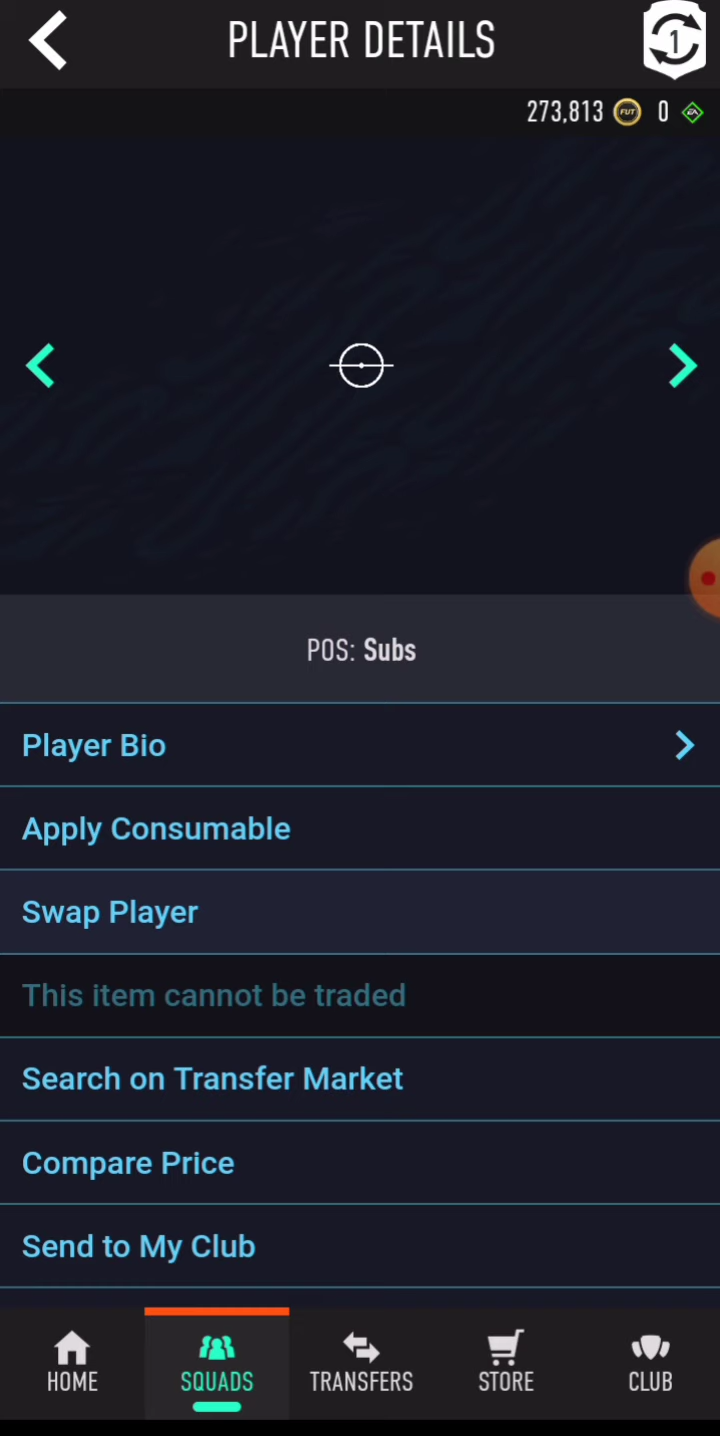 PLAYER DETAILS
1
273,813 FUT 0 EA
POS: Subs
Player Bio
Apply Consumable
Swap Player
This item cannot be traded
Search on Transfer Market
Compare Price
Send to My Club
HOME
SQUADS
TRANSFERS
STORE
CLUB